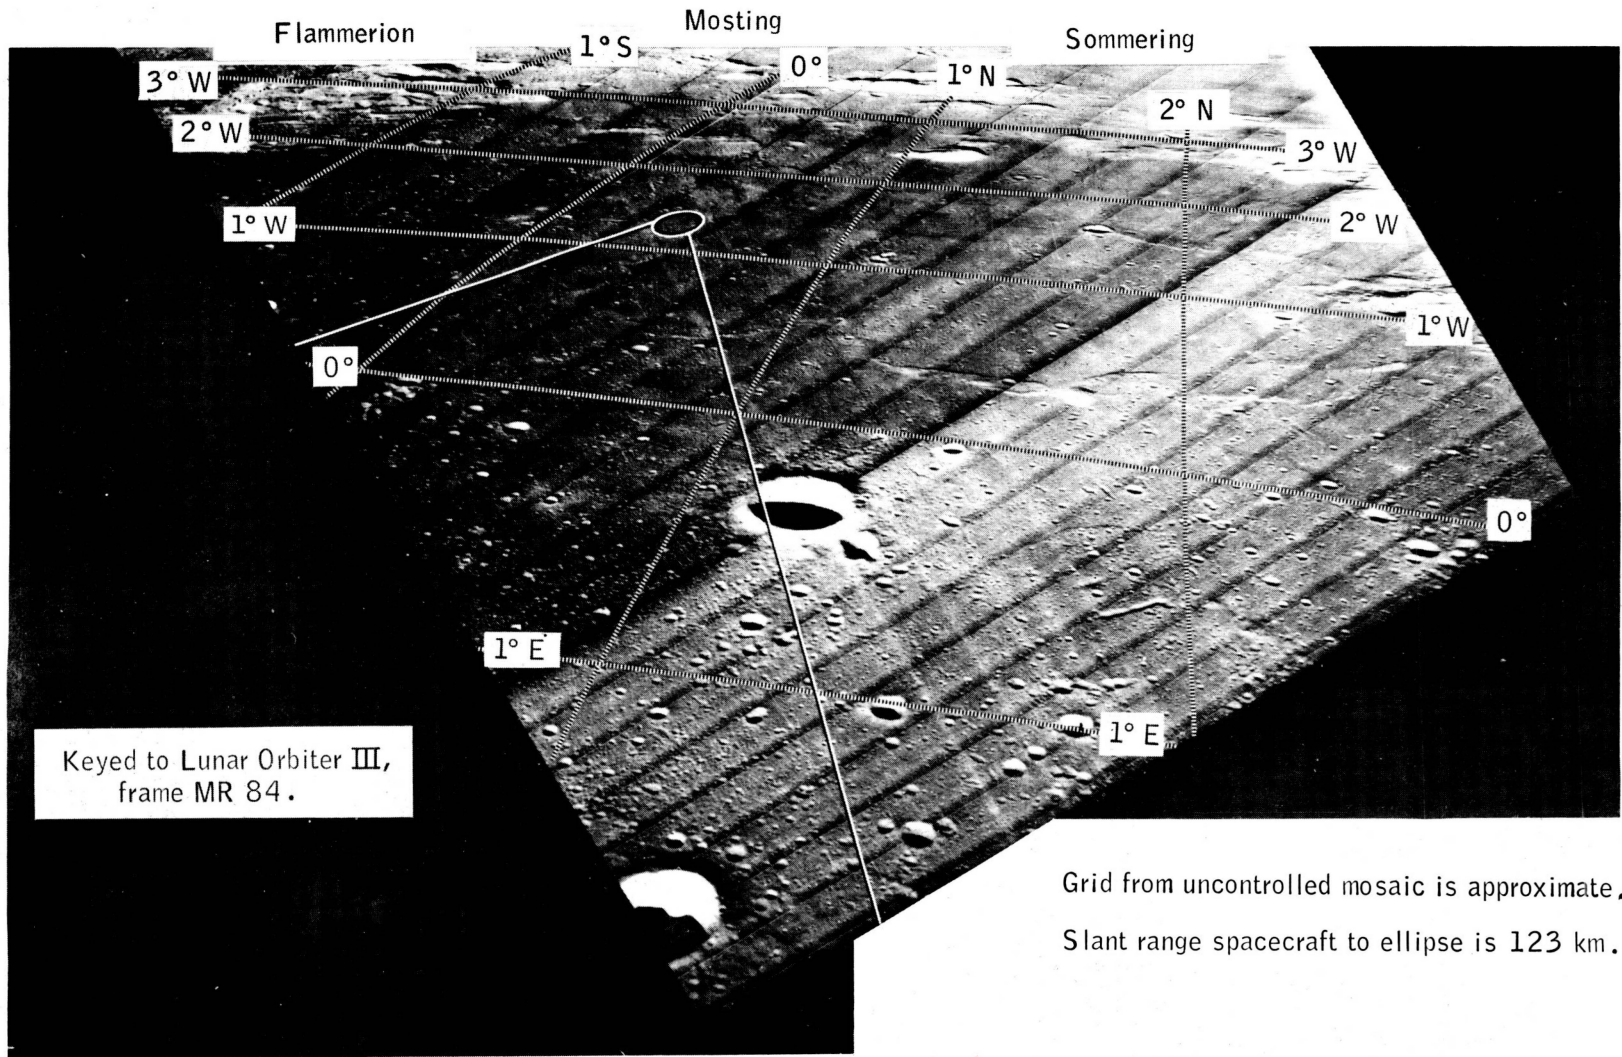 Flammerion
Mosting
Sommering
1° S
0°
1° N
2° N
3° W
2° W
1° W
0°
1° E
3° W
2° W
1° W
0°
1° E
Keyed to Lunar Orbiter III,
frame MR 84.
Grid from uncontrolled mosaic is approximate.
Slant range spacecraft to ellipse is 123 km.